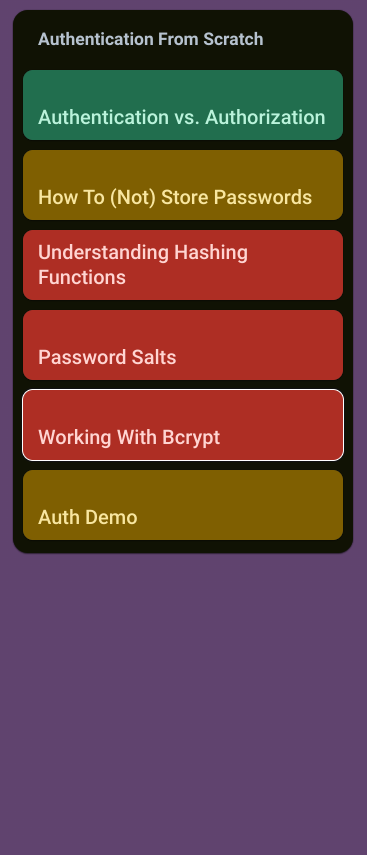 Authentication From Scratch
Authentication vs. Authorization
How To (Not) Store Passwords
Understanding Hashing
Functions
Password Salts
Working With Bcrypt
Auth Demo